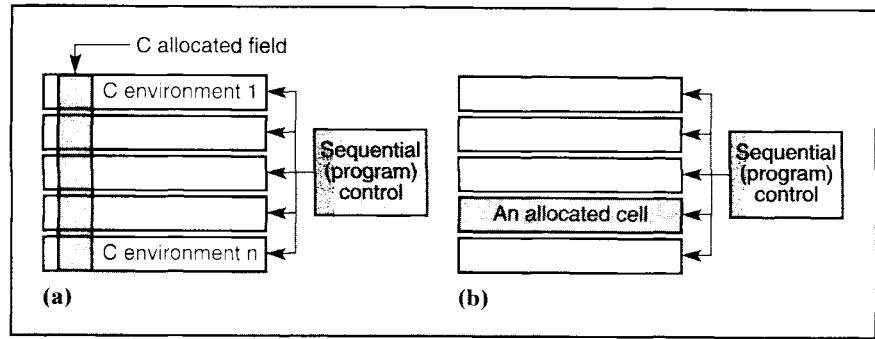 C allocated field
C environment 1
C environment n
Sequential
(program)
control
(a)
An allocated cell
Sequential
(program)
control
(b)